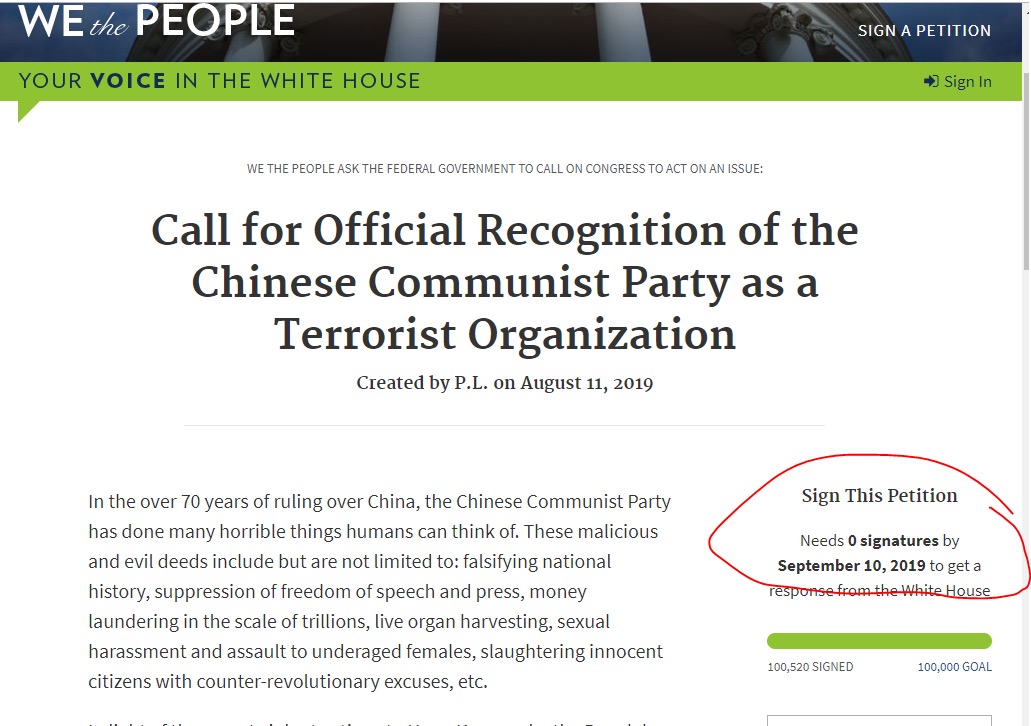 WE the PEOPLE
SIGN A PETITION
YOUR VOICE IN THE WHITE HOUSE
Sign In
WE THE PEOPLE ASK THE FEDERAL GOVERNMENT TO CALL ON CONGRESS TO ACT ON AN ISSUE:
Call for Official Recognition of the
Chinese Communist Party as a
Terrorist Organization
Created by P.L. on August 11, 2019
In the over 70 years of ruling over China, the Chinese Communist Party
has done many horrible things humans can think of. These malicious
and evil deeds include but are not limited to: falsifying national
history, suppression of freedom of speech and press, money
laundering in the scale of trillions, live organ harvesting, sexual
harassment and assault to underaged females, slaughtering innocent
citizens with counter-revolutionary excuses, etc.
Sign This Petition
Needs 0 signatures by
September 10, 2019 to get a
response from the White House
100,520 SIGNED
100,000 GOAL